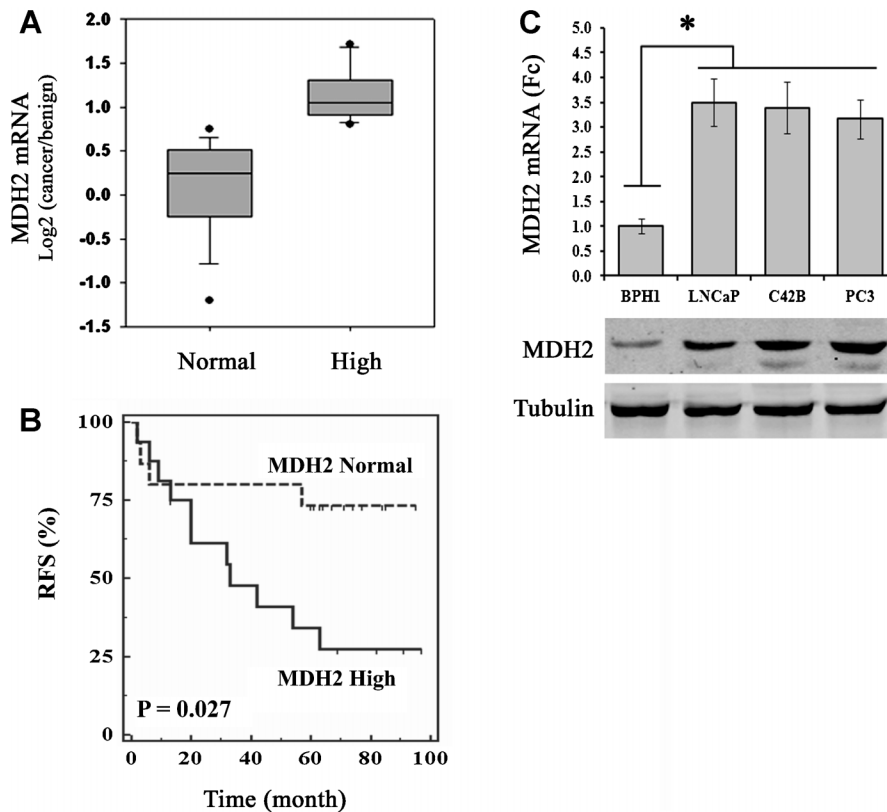 A
MDH2 mRNA
Log2 (cancer/benign)
2.0
1.5
1.0
0.5
0.0
-0.5
-1.0
-1.5
Normal
High
B
RFS (%)
100
75
50
25
0
MDH2 Normal
MDH2 High
P = 0.027
0
20
40
60
80
100
Time (month)
C
MDH2 mRNA (Fc)
5.0
4.5
4.0
3.5
3.0
2.5
2.0
1.5
1.0
0.5
0.0
*
BPH1
LNCaP
C42B
PC3
MDH2
Tubulin